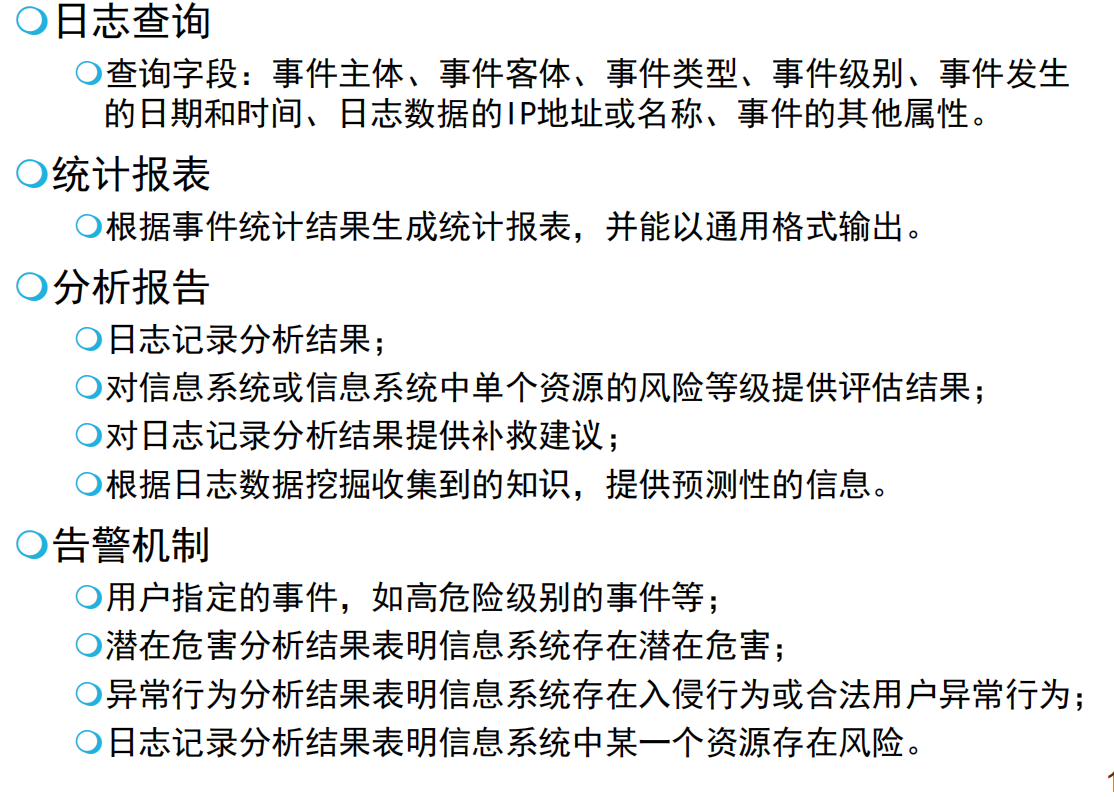 日志查询
查询字段：事件主体、事件客体、事件类型、事件级别、事件发生
的日期和时间、日志数据的IP地址或名称、事件的其他属性。
统计报表
根据事件统计结果生成统计报表，并能以通用格式输出。
分析报告
日志记录分析结果；
对信息系统或信息系统中单个资源的风险等级提供评估结果；
对日志记录分析结果提供补救建议；
根据日志数据挖掘收集到的知识，提供预测性的信息。
告警机制
用户指定的事件，如高危险级别的事件等；
潜在危害分析结果表明信息系统存在潜在危害；
异常行为分析结果表明信息系统存在入侵行为或合法用户异常行为；
日志记录分析结果表明信息系统中某一个资源存在风险。